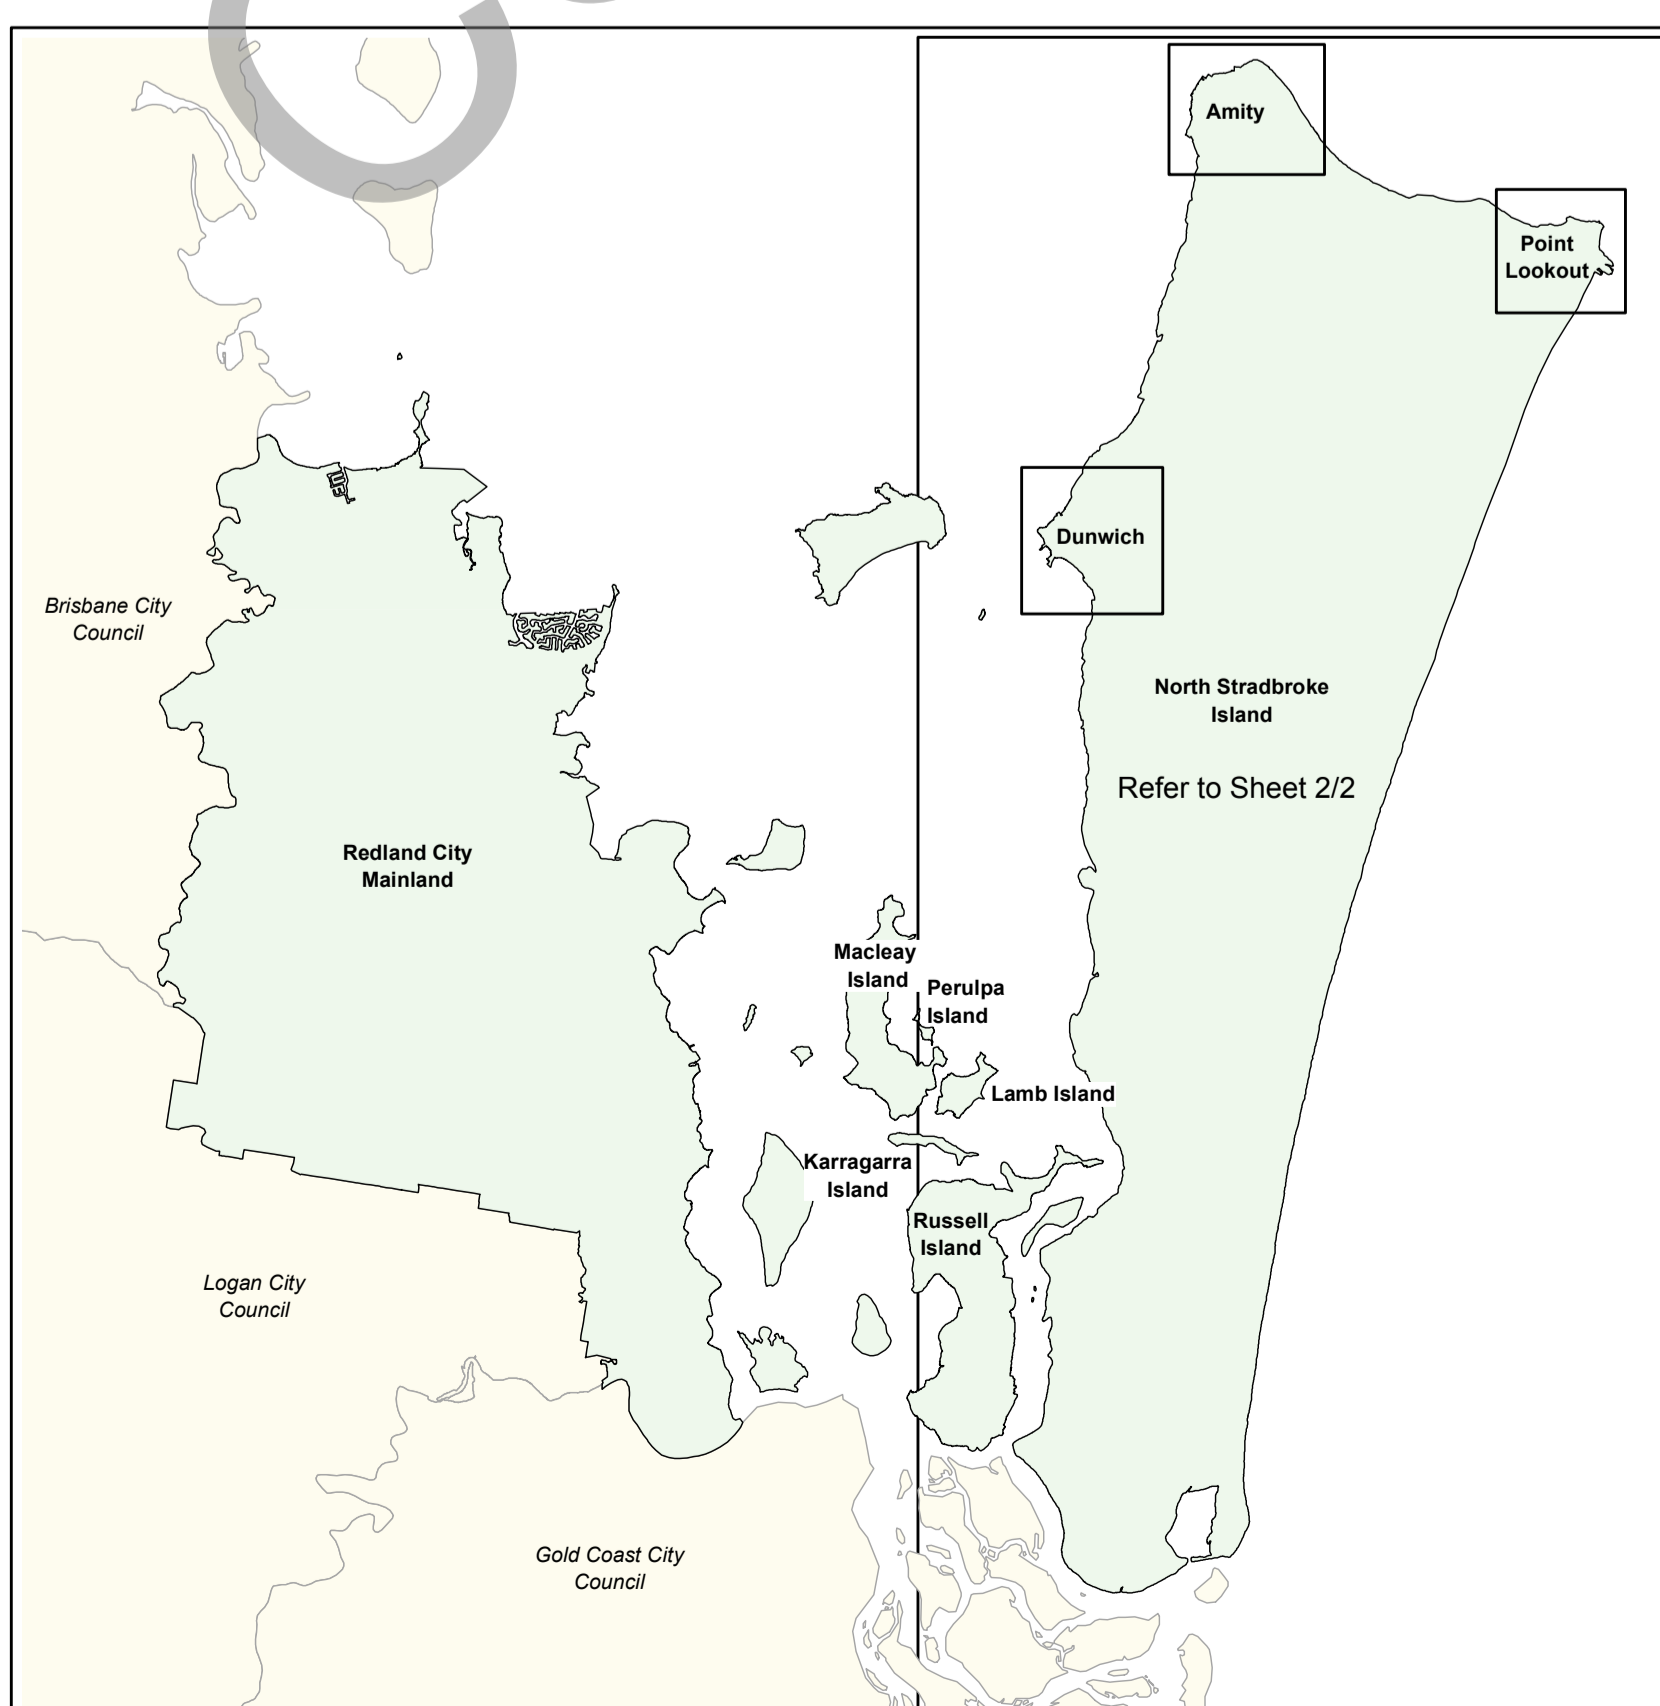 Amity
Point
Lookout
Dunwich
Brisbane City
Council
North Stradbroke
Island
Refer to Sheet 2/2
Redland City
Mainland
Macleay
Island
Perulpa
Island
Lamb Island
Karragarra
Island
Russell
Island
Logan City
Council
Gold Coast City
Council